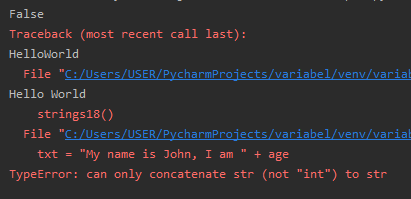 False
Traceback (most recent call last):
HelloWorld
File "C:/Users/USER/PycharmProjects/variabel/venv/varia
Hello World
strings18()
File "C:/Users/USER/PycharmProjects/variabel/venv/variab
txt = "My name is John, I am " + age
TypeError: can only concatenate str (not "int") to str